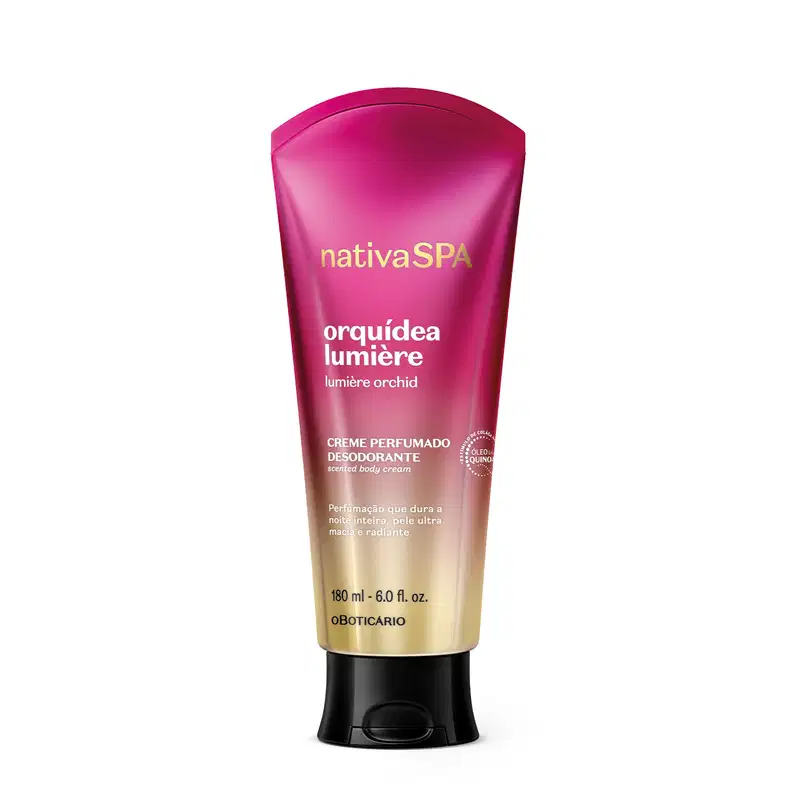 nativaSPA
orquídea
lumière
lumière orchid
CREME PERFUMADO
DESODORANTE
scented body cream
ÓLEO
QUINOA
Perfumação que dura a
noite inteira, pele ultra
macia e radiante
180 ml - 6.0 fl. oz.
oBOTICÁRIO